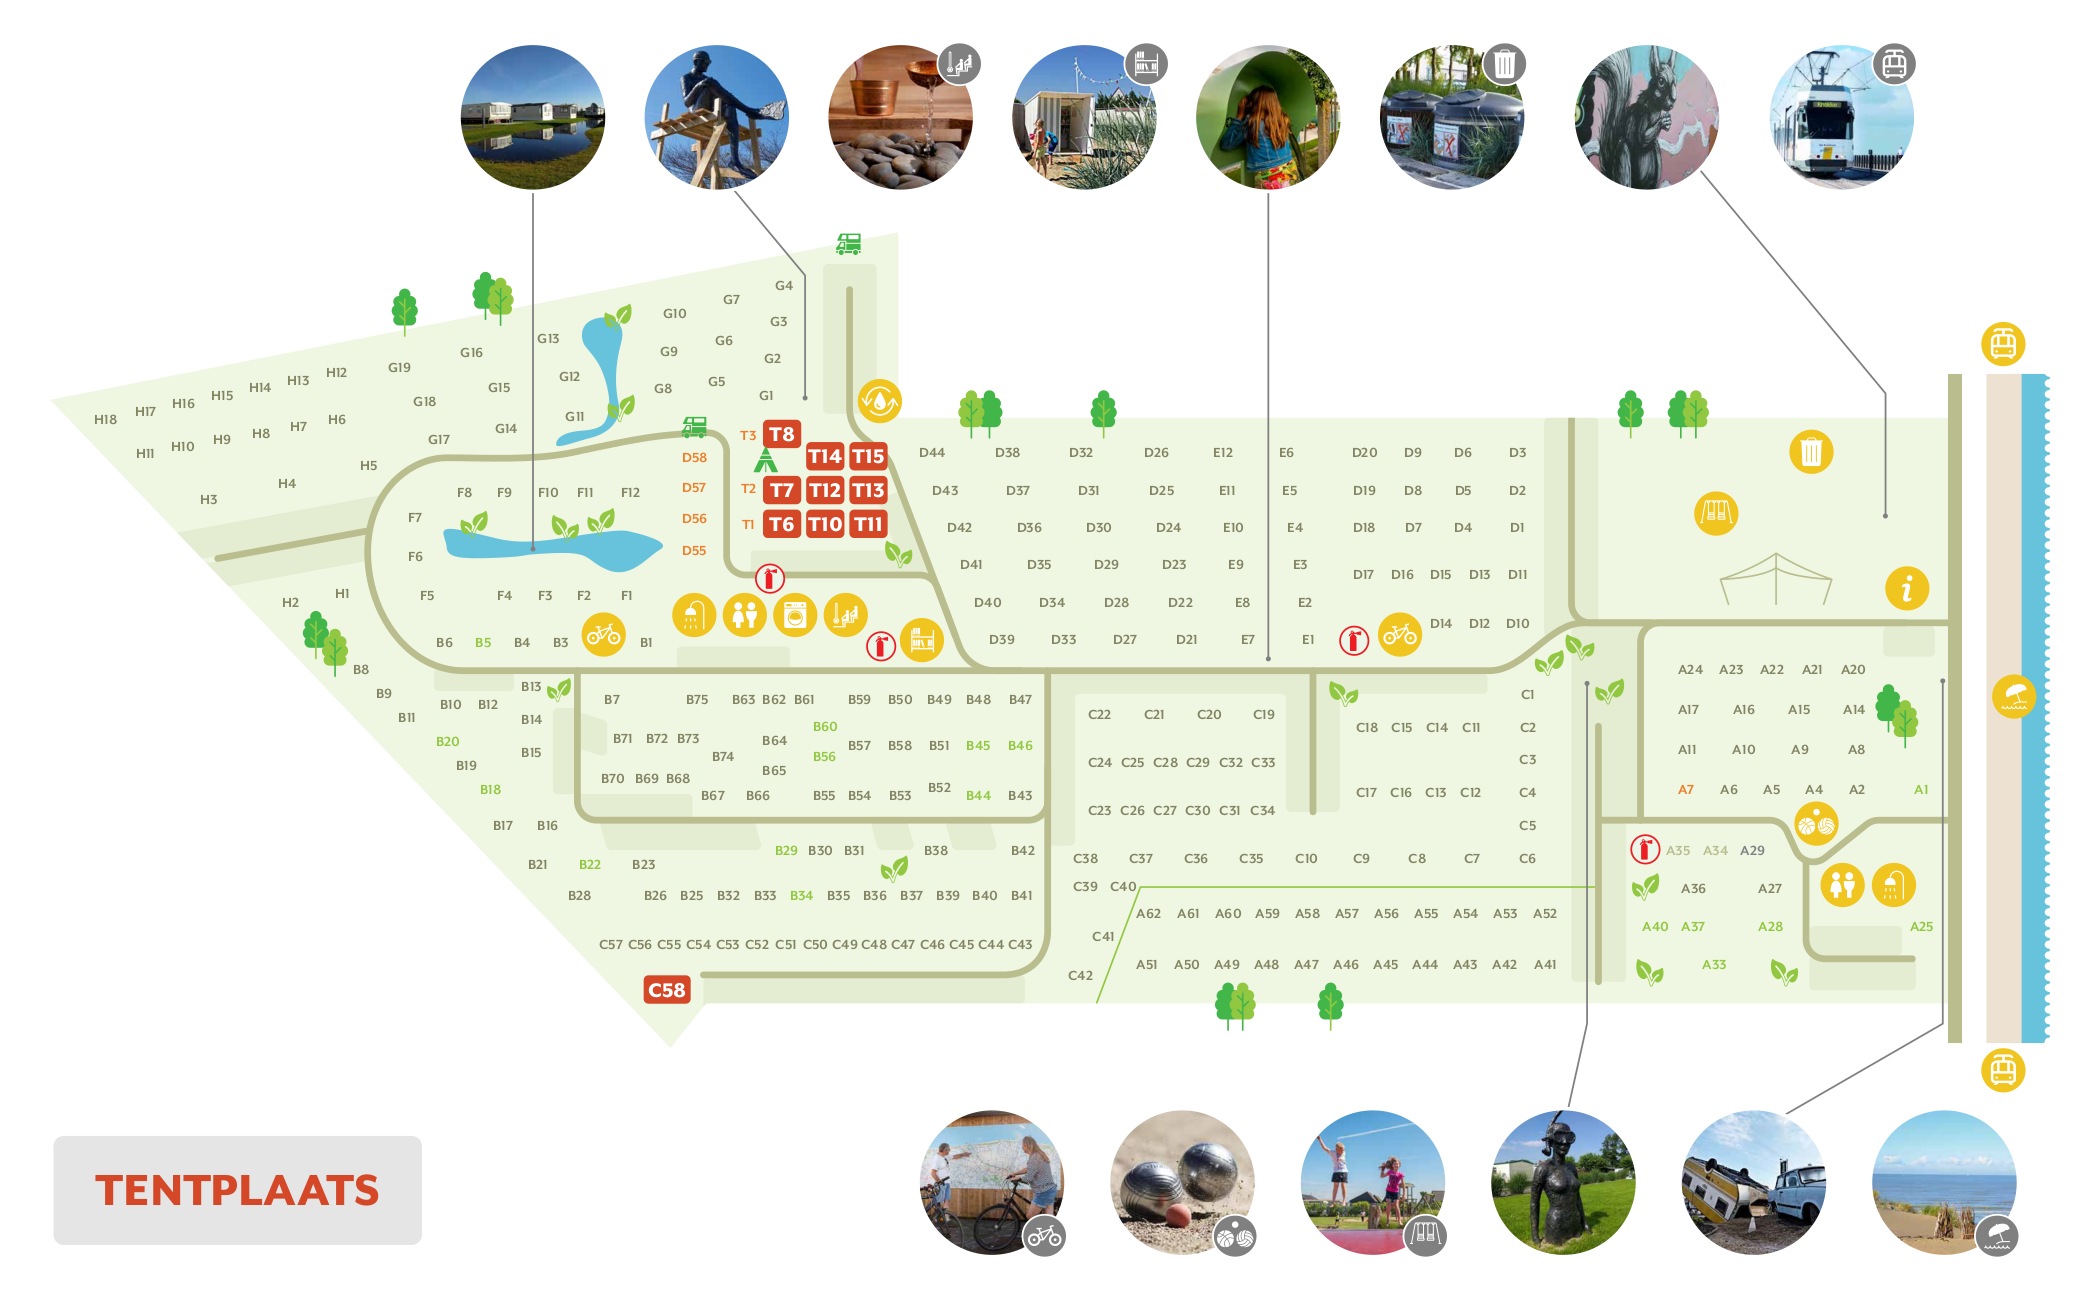 G4
G7
G10
G3
G13
G6
G16
G9
G2
H12
G19
G12
H13
G5
H14
G15
G8
H15
G1
H16
G18
H17
G11
H18
H6
H7
G14
H8
G17
H9
H10
H11
H5
H4
H3
T3 T8
T14 T15
T2 T7 T12 T13
T1 T6 T10 T11
D58
D57
D56
D55
F8 F9 F10 F11 F12
F7
F6
F5 F4 F3 F2 F1
H1
H2
B6 B5 B4 B3 B1
D44 D38 D32 D26 E12 E6 D20 D9 D6 D3
D43 D37 D31 D25 E11 E5 D19 D8 D5 D2
D42 D36 D30 D24 E10 E4 D18 D7 D4 D1
D41 D35 D29 D23 E9 E3 D17 D16 D15 D13 D11
D40 D34 D28 D22 E8 E2
D39 D33 D27 D21 E7 E1 D14 D12 D10
i
B8
B9
B11
B10 B12
B13
B14
B15
B20
B19
B18
B17 B16
B21 B22 B23
B28
B7 B75 B63 B62 B61 B59 B50 B49 B48 B47
B60
B71 B72 B73 B64 B57 B58 B51 B45 B46
B74 B56
B70 B69 B68 B65
B67 B66 B55 B54 B53 B52 B44 B43
B29 B30 B31 B38 B42
B26 B25 B32 B33 B34 B35 B36 B37 B39 B40 B41
C57 C56 C55 C54 C53 C52 C51 C50 C49 C48 C47 C46 C45 C44 C43
C58
C22 C21 C20 C19
C24 C25 C28 C29 C32 C33
C23 C26 C27 C30 C31 C34
C38 C37 C36 C35 C10 C9 C8 C7 C6
C39 C40
C41
C42
C1
C18 C15 C14 C11 C2
C3
C17 C16 C13 C12 C4
C5
A62 A61 A60 A59 A58 A57 A56 A55 A54 A53 A52
A51 A50 A49 A48 A47 A46 A45 A44 A43 A42 A41
A24 A23 A22 A21 A20
A17 A16 A15 A14
A11 A10 A9 A8
A7 A6 A5 A4 A2 A1
A35 A34 A29
A36 A27
A40 A37 A28 A25
A33
TENTPLAATS